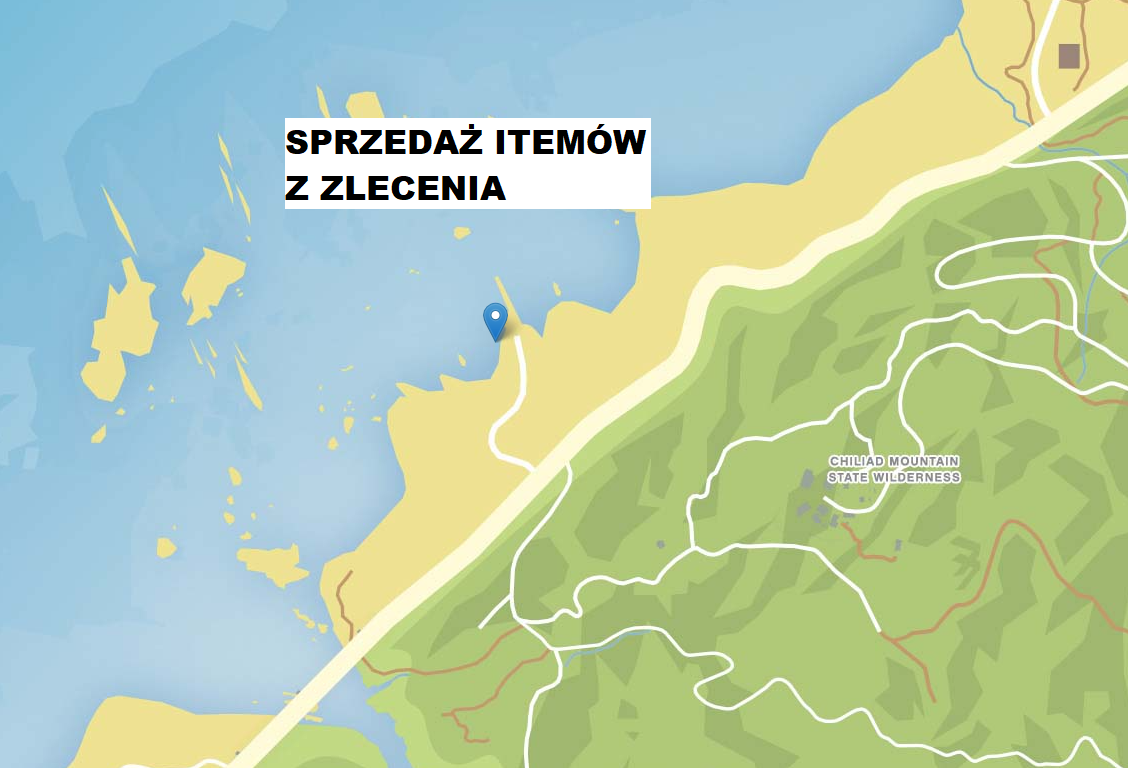 SPRZEDAŻ ITEMÓW
Z ZLECENIA
CHILIAD MOUNTAIN
STATE WILDERNESS